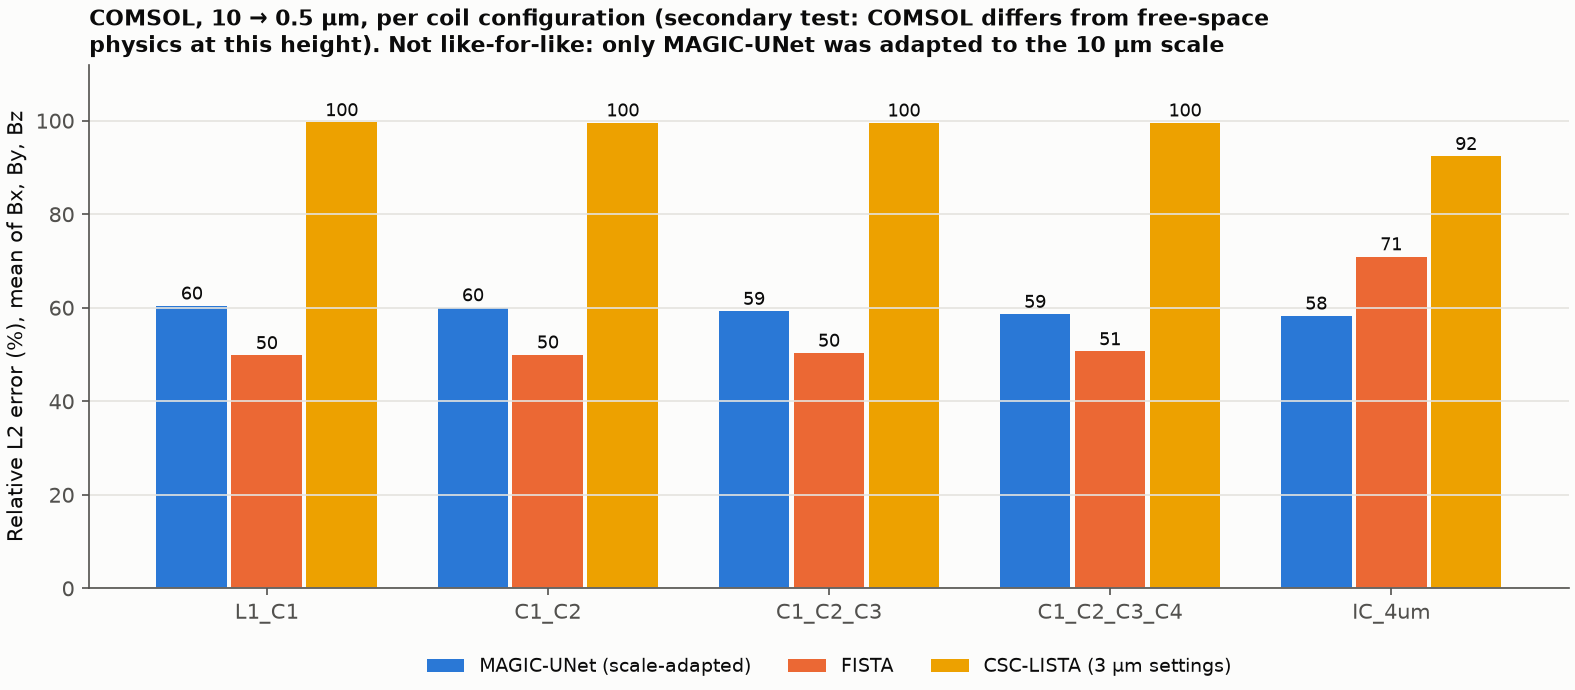 COMSOL, 10 → 0.5 μm, per coil configuration (secondary test: COMSOL differs from free-space
physics at this height). Not like-for-like: only MAGIC-UNet was adapted to the 10 μm scale
Relative L2 error (%), mean of Bx, By, Bz
100
80
60
40
20
0
60
50
100
60
50
100
59
50
100
59
51
100
58
71
92
L1_C1
C1_C2
C1_C2_C3
C1_C2_C3_C4
IC_4um
MAGIC-UNet (scale-adapted)
FISTA
CSC-LISTA (3 μm settings)